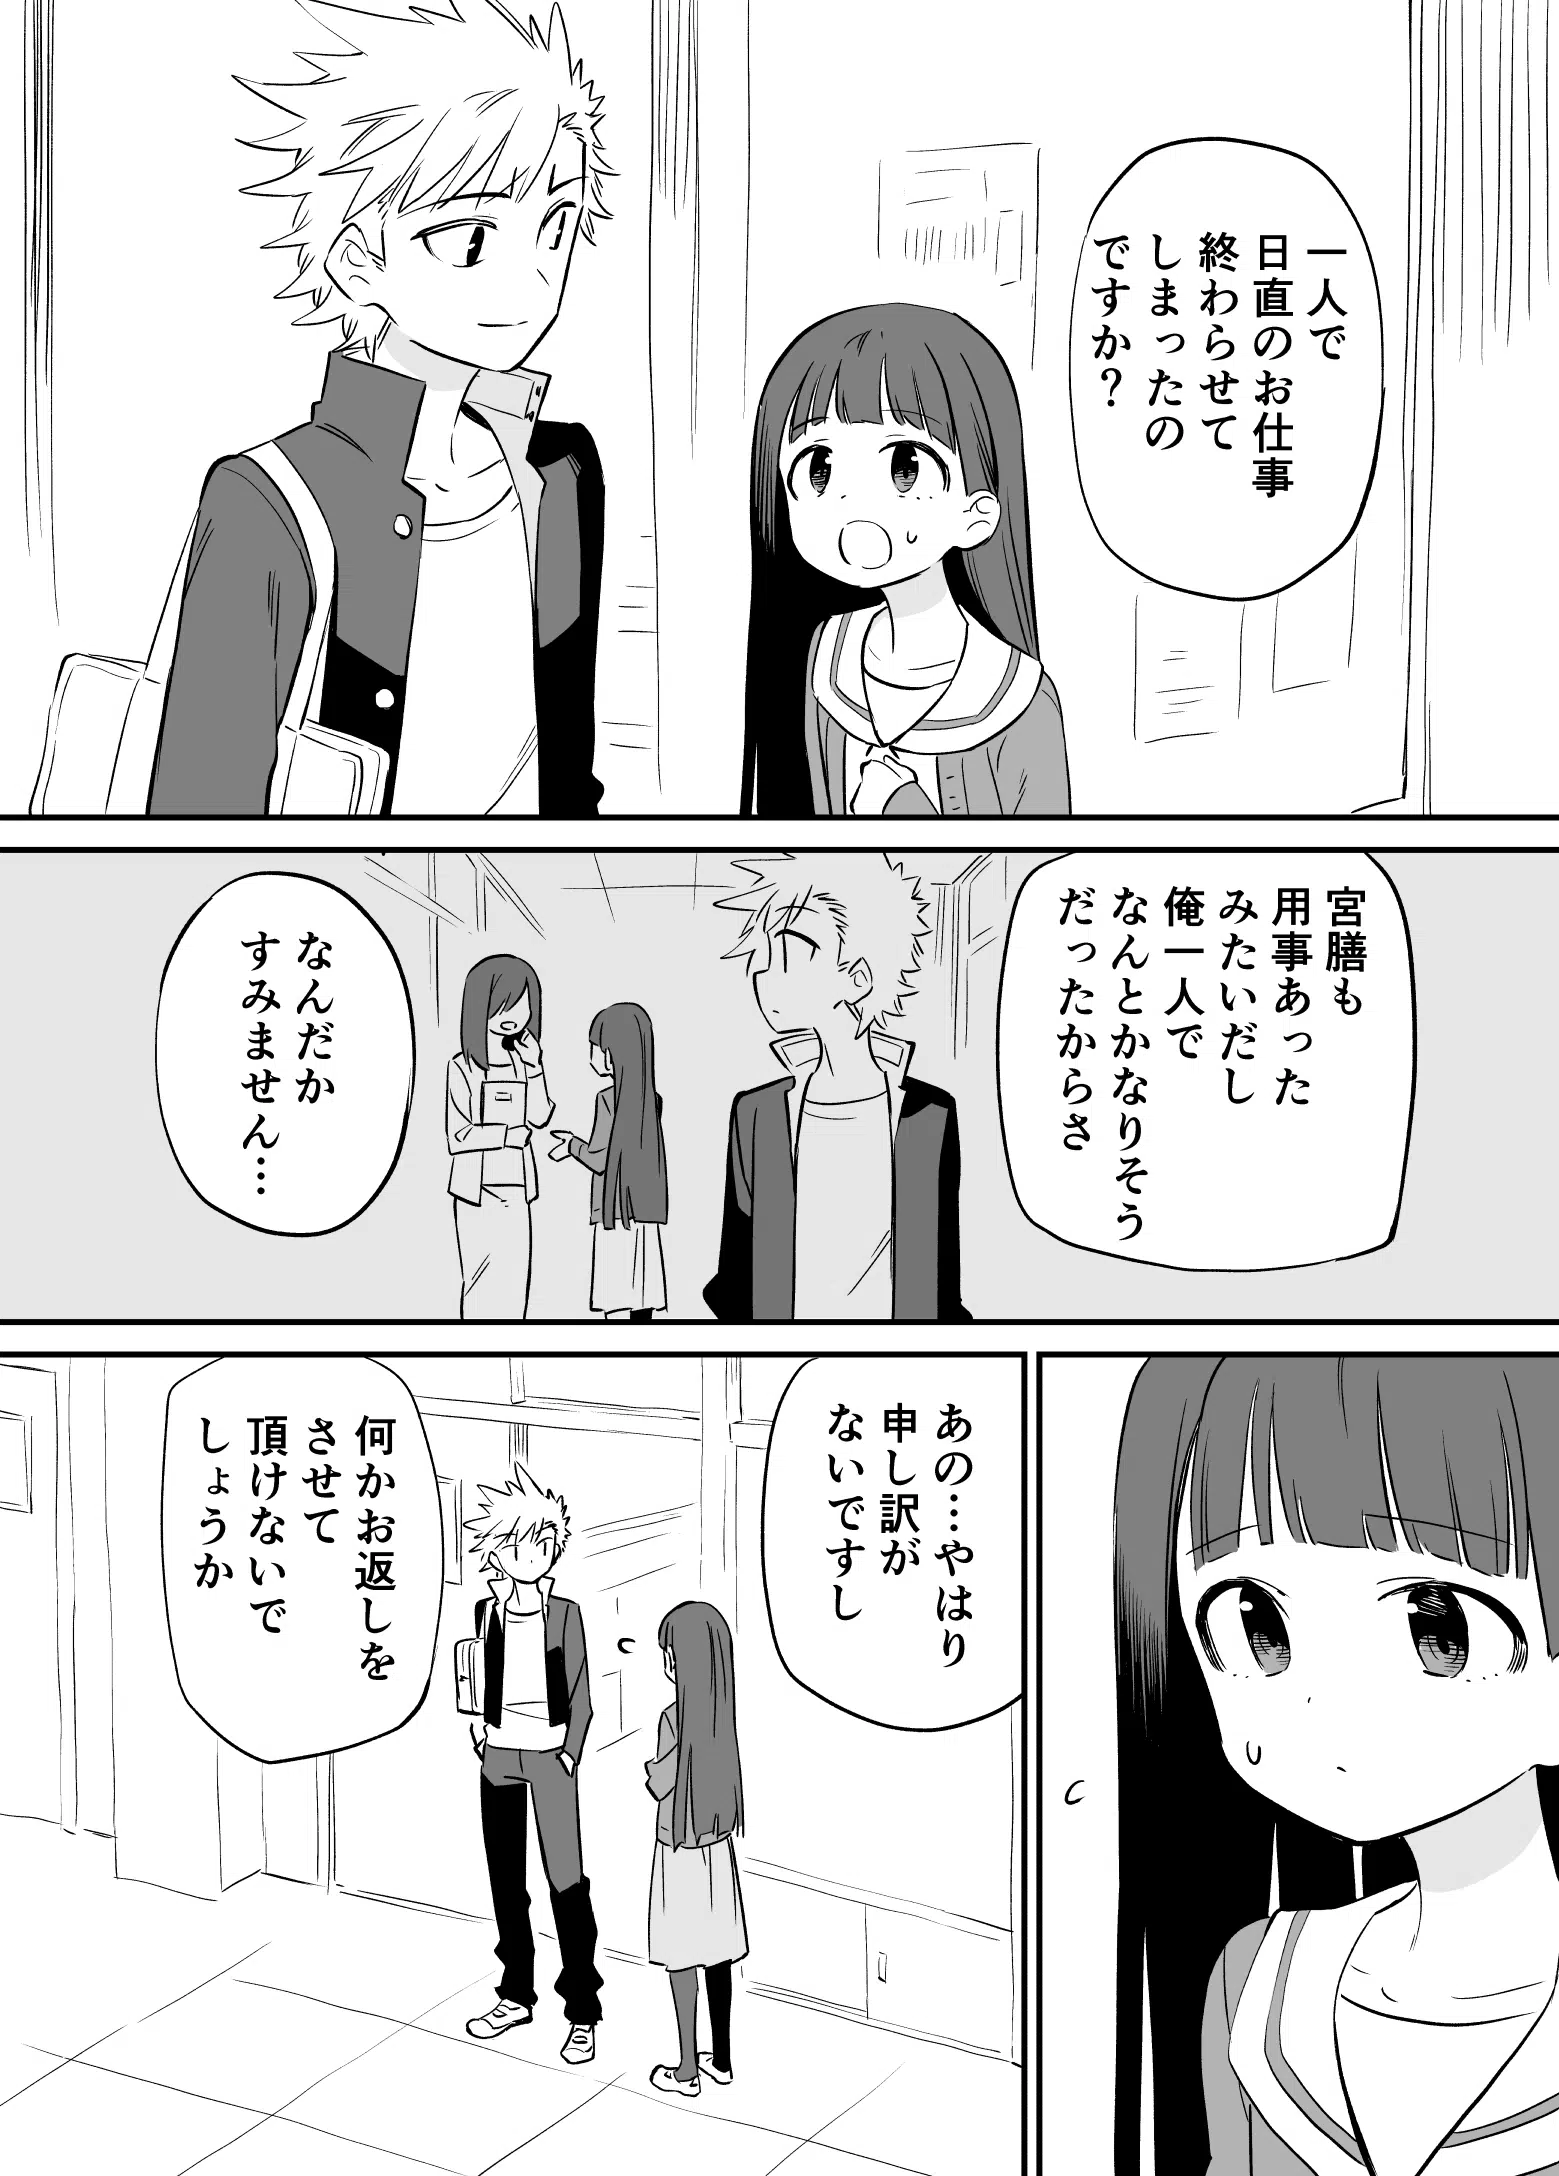 一人で
日直のお仕事
終わらせて
しまったの
ですか？
宮膳も
用事あった
みたいだし
俺一人で
なんとかなりそう
だったからさ
なんだか
すみません…
あの…やはり
申し訳が
ないですし
何かお返しを
させて
頂けないで
しょうか